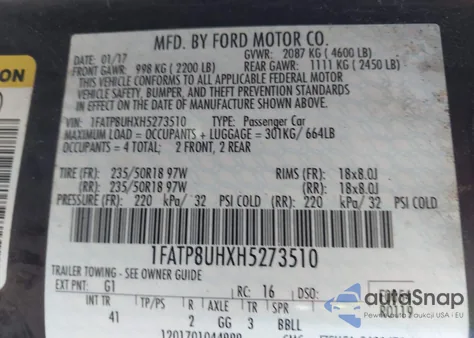 MFD. BY FORD MOTOR CO.
DATE: 01/17 GVWR: 2087 KG ( 4600 LB)
FRONT GAWR: 998 KG ( 2200 LB) REAR GAWR: 1111 KG ( 2450 LB)
THIS VEHICLE CONFORMS TO ALL APPLICABLE FEDERAL MOTOR
VEHICLE SAFETY, BUMPER, AND THEFT PREVENTION STANDARDS
IN EFFECT ON THE DATE OF MANUFACTURE SHOWN ABOVE.
ON
VIN: 1FATP8UHXH5273510 TYPE: Passenger Car
MAXIMUM LOAD = OCCUPANTS + LUGGAGE = 301KG/ 664LB
OCCUPANTS = 4 TOTAL: 2 FRONT, 2 REAR
TIRE (FR): 235/50R18 97W RIMS (FR): 18x8.0J
(RR): 235/50R18 97W (RR): 18x8.0J
PRESSURE (FR): 220 kPa/ 32 PSI (RR): 220 kPa/ 32
1FATP8UHXH5273510
TRAILER TOWING - SEE OWNER GUIDE
EXT PNT: G1 RC: 16 DSO:
INT TR TP/PS R AXLE TR SPR
41 2 GG 3 BBLL
autoSnap
Salvage Auto Auctions USA & EU